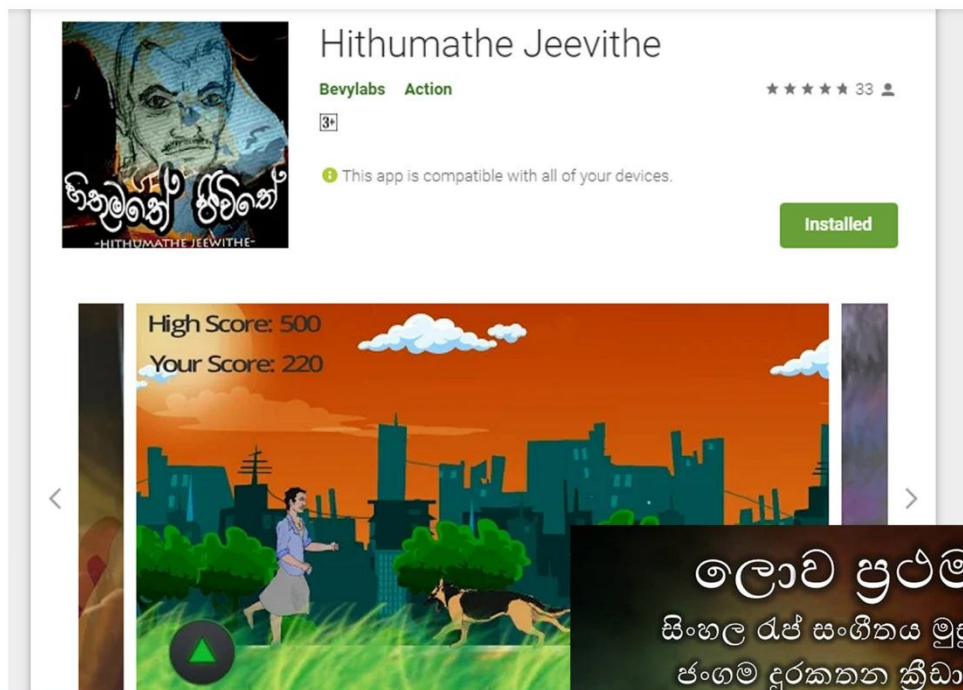 Hithumathe Jeevithe
Bevylabs Action
33
3+
This app is compatible with all of your devices.
Installed
හිතුමතේ ජීවිතේ
-HITHUMATHE JEEWITHE-
High Score: 500
Your Score: 220
ලොව ප්‍රථම
සිංහල රැප් සංගීතය
ජංගම දුරකතන ක්‍රීඩා